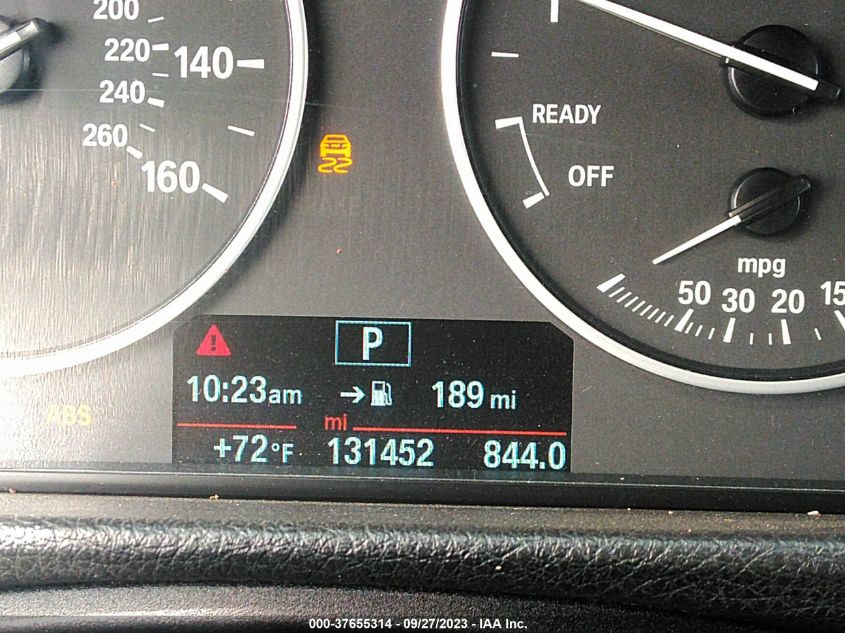 200
220
240
260
140
160
READY
OFF
1
mpg
50 30 20 15
P
10:23am 189 mi
ABS
mi
+72°F 131452 844.0
000-37655314 - 09/27/2023 - IAA Inc.